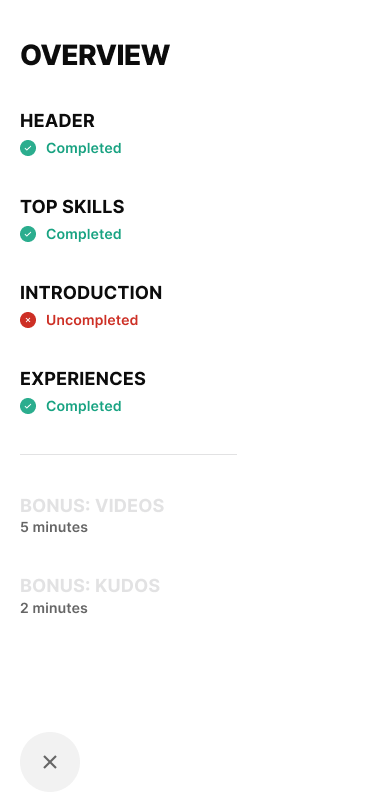 OVERVIEW
HEADER
Completed
TOP SKILLS
Completed
INTRODUCTION
Uncompleted
EXPERIENCES
Completed
BONUS: VIDEOS
5 minutes
BONUS: KUDOS
2 minutes